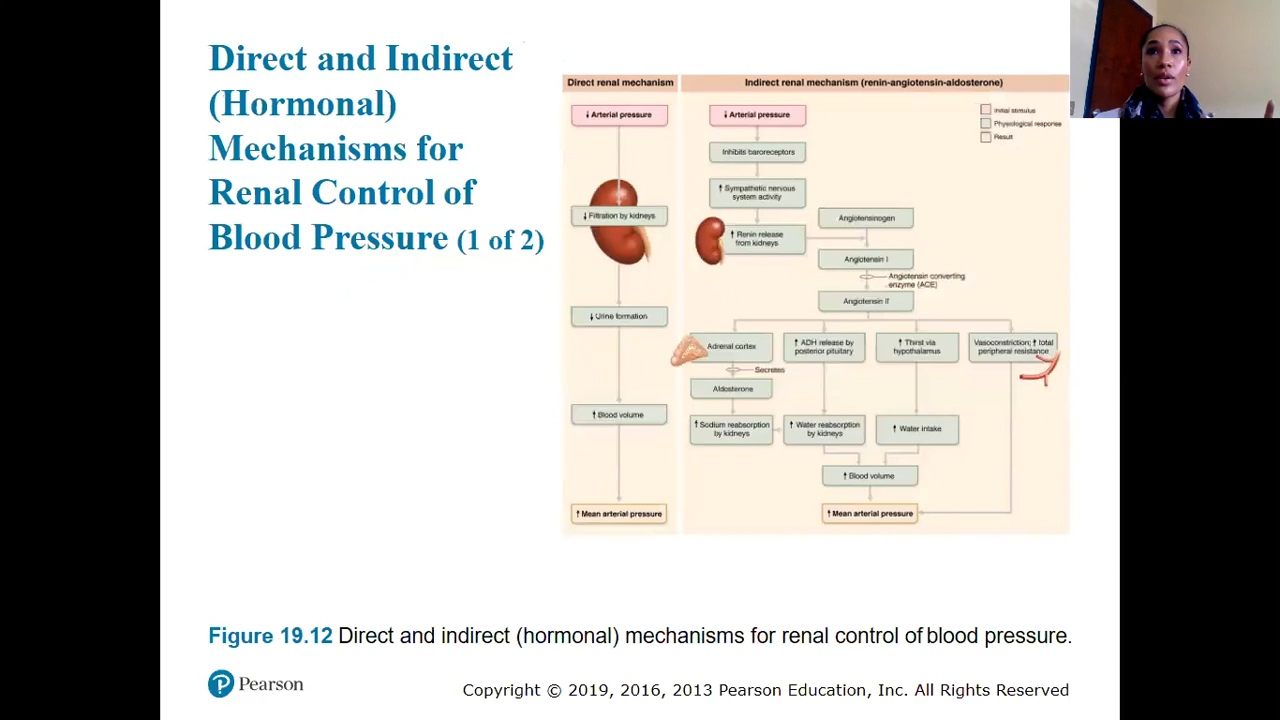 Direct and Indirect
(Hormonal)
Mechanisms for
Renal Control of
Blood Pressure (1 of 2)
Direct renal mechanism
↓ Arterial pressure
↓ Filtration by kidneys
↓ Urine formation
↑ Blood volume
↑ Mean arterial pressure
Indirect renal mechanism (renin-angiotensin-aldosterone)
Initial stimulus
Physiological response
Result
↓ Arterial pressure
Inhibits baroreceptors
↑ Sympathetic nervous
system activity
↑ Renin release
from kidneys
Angiotensinogen
Angiotensin I
Angiotensin converting
enzyme (ACE)
Angiotensin II
Adrenal cortex
Secretes
Aldosterone
↑ Sodium reabsorption
by kidneys
↑ ADH release by
posterior pituitary
↑ Water reabsorption
by kidneys
↑ Thirst via
hypothalamus
↑ Water intake
Vasoconstriction; ↑ total
peripheral resistance
↑ Blood volume
↑ Mean arterial pressure
Figure 19.12 Direct and indirect (hormonal) mechanisms for renal control of blood pressure.
Pearson
Copyright © 2019, 2016, 2013 Pearson Education, Inc. All Rights Reserved